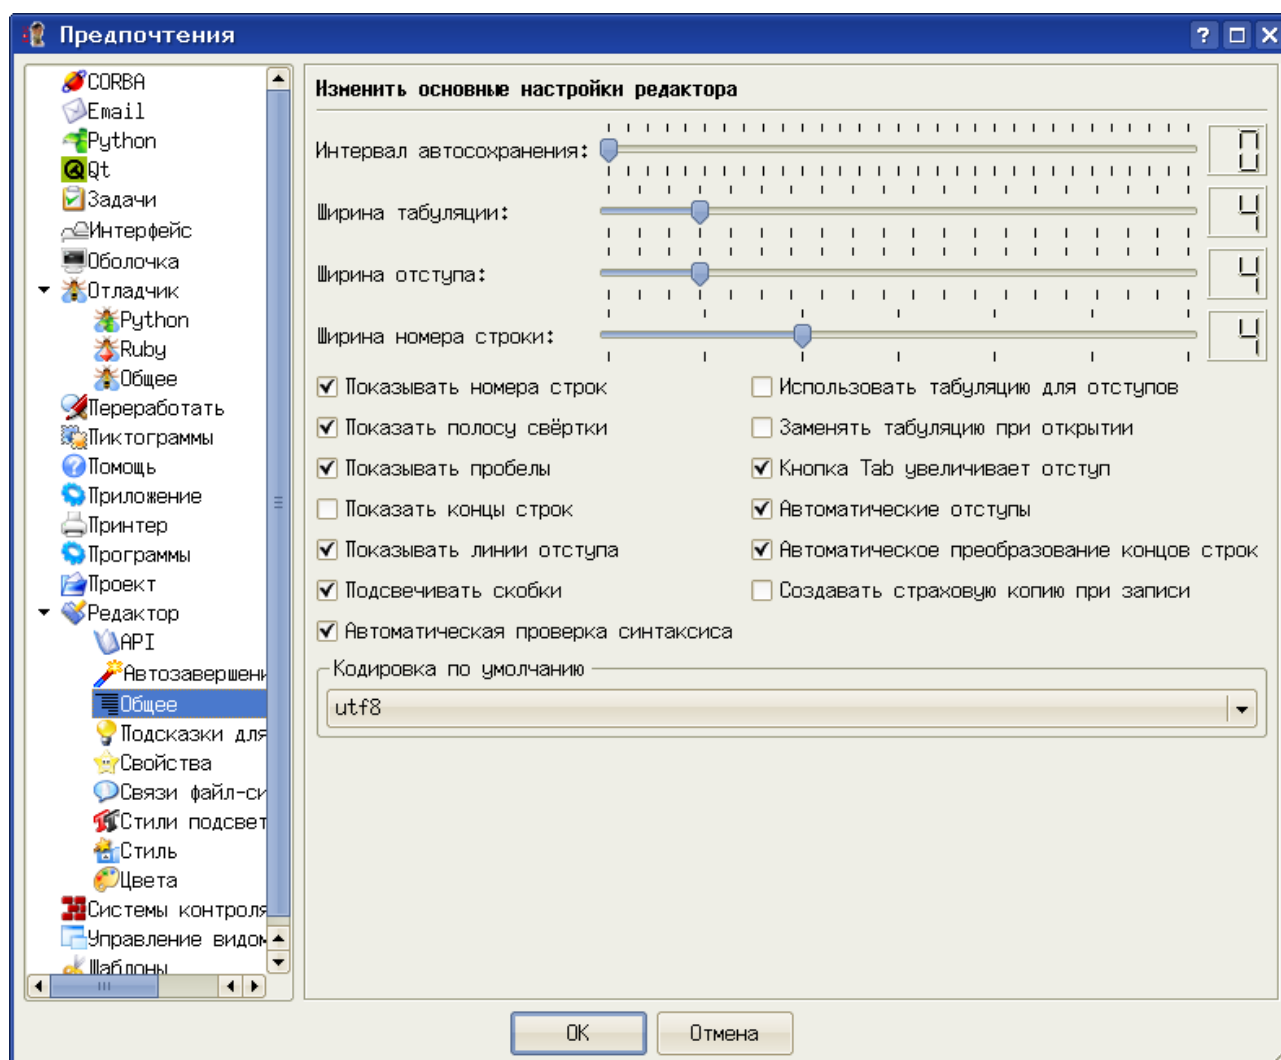 Предпочтения
CORBA
Email
Python
Qt
Задачи
Интерфейс
Оболочка
Отладчик
Python
Ruby
Общее
Переработать
Пиктограммы
Помощь
Приложение
Принтер
Программы
Проект
Редактор
API
Автозавершени
Общее
Подсказки для
Свойства
Связи файл-си
Стили подсвет
Стиль
Цвета
Системы контроля
Управление видом
Шаблоны
Изменить основные настройки редактора
Интервал автосохранения: 0
Ширина табуляции: 4
Ширина отступа: 4
Ширина номера строки: 4
Показывать номера строк Использовать табуляцию для отступов
Показать полосу свёртки Заменять табуляцию при открытии
Показывать пробелы Кнопка Tab увеличивает отступ
Показать концы строк Автоматические отступы
Показывать линии отступа Автоматическое преобразование концов строк
Подсвечивать скобки Создавать страховую копию при записи
Автоматическая проверка синтаксиса
Кодировка по умолчанию
utf8
OK Отмена